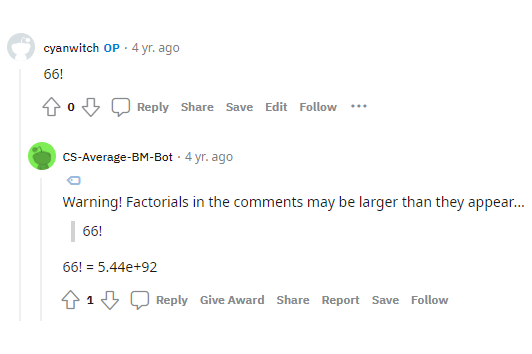 cyanwitch OP · 4 yr. ago
66!
0 Reply Share Save Edit Follow •••
CS-Average-BM-Bot · 4 yr. ago
Warning! Factorials in the comments may be larger than they appear...
66!
66! = 5.44e+92
1 Reply Give Award Share Report Save Follow